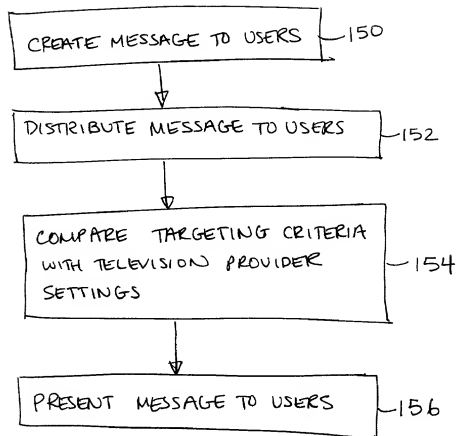 CREATE MESSAGE TO USERS 150
DISTRIBUTE MESSAGE TO USERS 152
COMPARE TARGETING CRITERIA
WITH TELEVISION PROVIDER 154
SETTINGS
PRESENT MESSAGE TO USERS 156